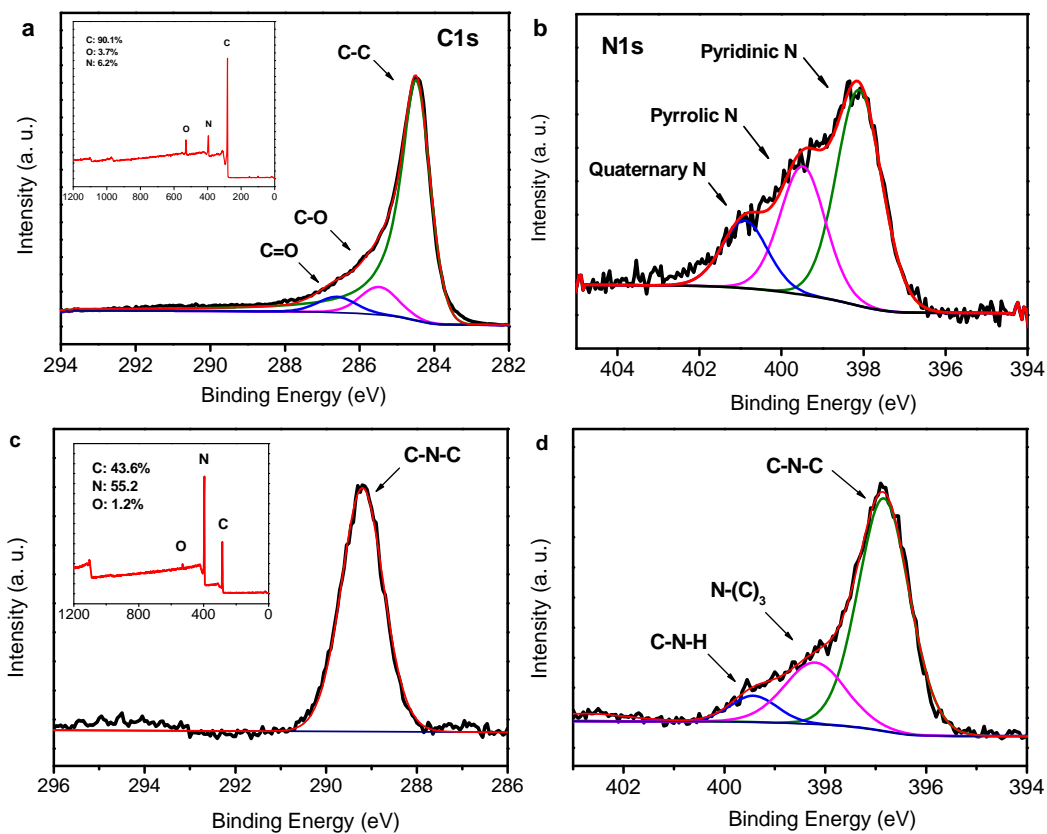 a
C1s
C: 90.1%
O: 3.7%
N: 6.2%
C
O
N
1200 1000 800 600 400 200 0
C-C
C-O
C=O
Intensity (a. u.)
294 292 290 288 286 284 282
Binding Energy (eV)
b
N1s
Pyridinic N
Pyrrolic N
Quaternary N
Intensity (a. u.)
404 402 400 398 396 394
Binding Energy (eV)
c
C: 43.6%
N: 55.2
O: 1.2%
N
C
O
1200 800 400 0
C-N-C
Intensity (a. u.)
296 294 292 290 288 286
Binding Energy (eV)
d
C-N-C
N-(C)₃
C-N-H
Intensity (a. u.)
402 400 398 396 394
Binding Energy (eV)